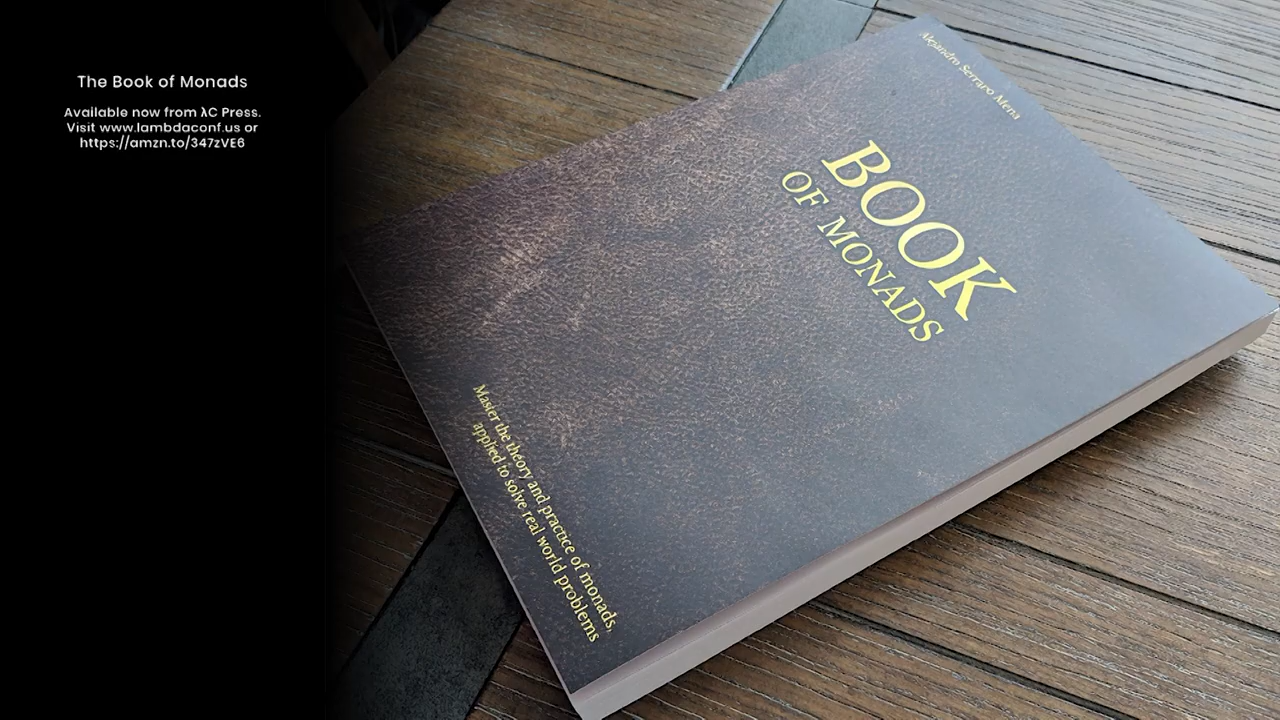 The Book of Monads
Available now from λC Press.
Visit www.lambdaconf.us or
https://amzn.to/347zVE6
Alejandro Serrano Mena
BOOK
OF MONADS
Master the theory and practice of monads,
applied to solve real world problems